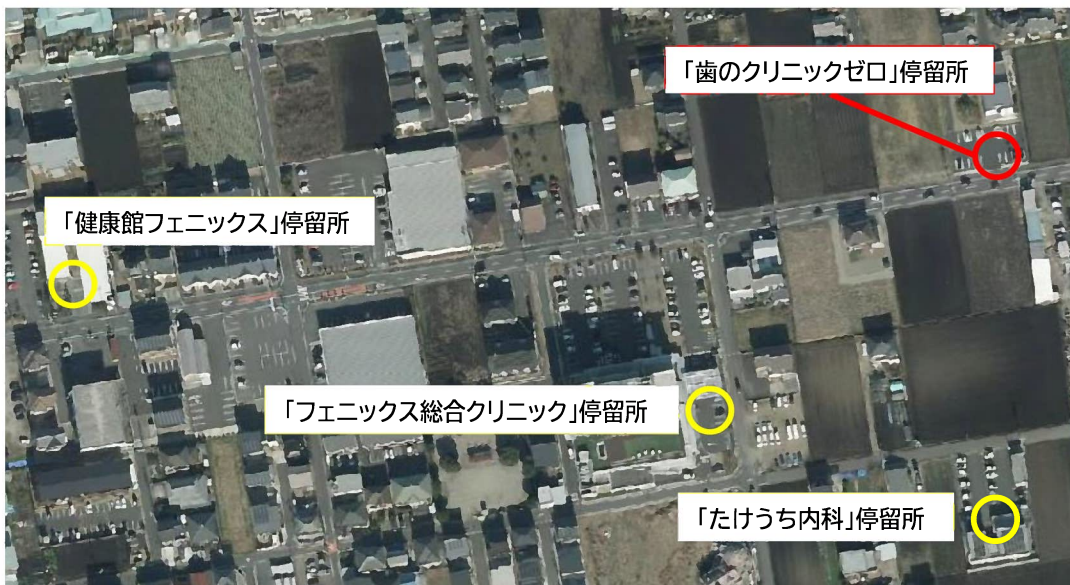 「歯のクリニックゼロ」停留所
「健康館フェニックス」停留所
「フェニックス総合クリニック」停留所
「たけうち内科」停留所